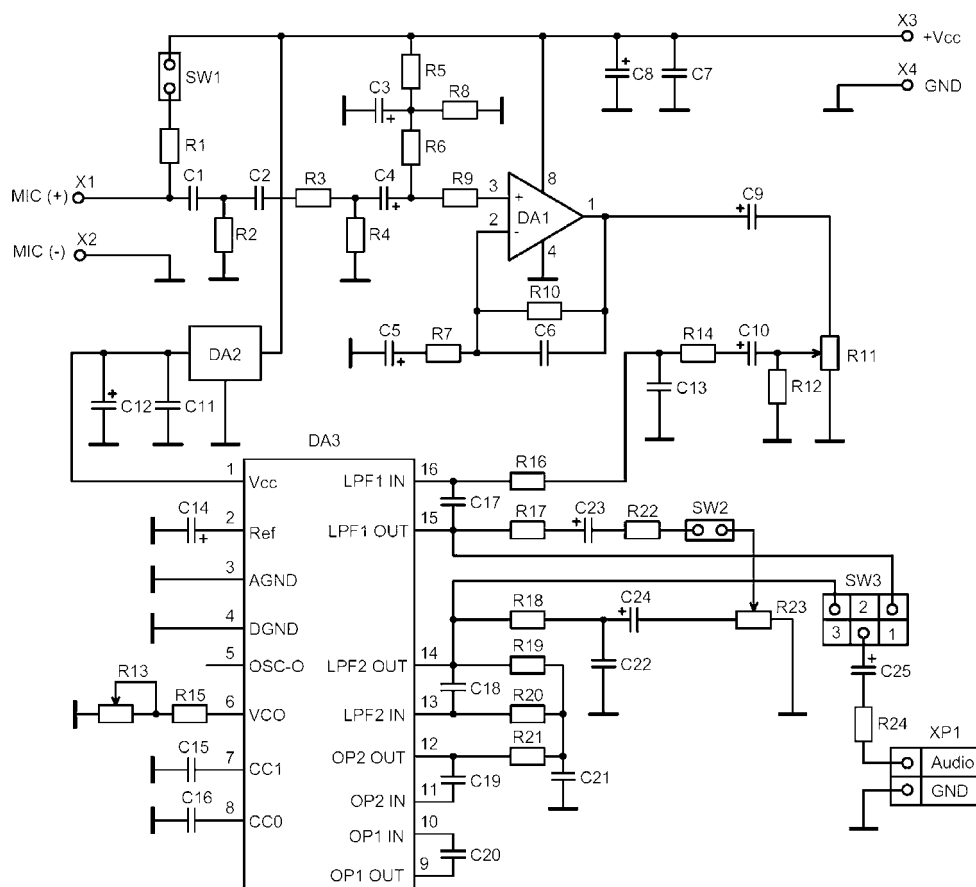 X3
+Vcc
SW1
R5
C8
C7
X4
GND
C3
R8
R1
R6
MIC (+)
X1
C1
C2
R3
C4
R9
3
+
8
DA1
1
C9
2
-
4
R2
R4
MIC (-)
X2
R10
C5
R7
C6
R14
C10
R11
DA2
C13
R12
C12
C11
DA3
1
Vcc
LPF1 IN
16
R16
C14
2
Ref
LPF1 OUT
15
C17
R17
C23
R22
SW2
3
AGND
SW3
4
DGND
R18
C24
R23
2
3
1
5
OSC-O
LPF2 OUT
14
R19
C22
C25
R13
R15
6
VCO
LPF2 IN
13
C18
R20
R24
C15
7
CC1
OP2 OUT
12
R21
XP1
Audio
C16
8
CC0
OP2 IN
11
C19
C21
GND
OP1 IN
10
C20
OP1 OUT
9